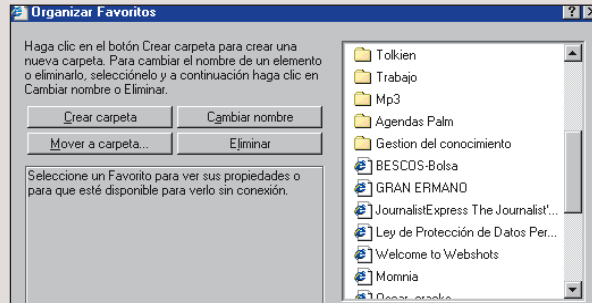 Organizar Favoritos
Haga clic en el botón Crear carpeta para crear una
nueva carpeta. Para cambiar el nombre de un elemento
o eliminarlo, selecciónelo y a continuación haga clic en
Cambiar nombre o Eliminar.
Crear carpeta
Cambiar nombre
Mover a carpeta...
Eliminar
Seleccione un Favorito para ver sus propiedades o
para que esté disponible para verlo sin conexión.
Tolkien
Trabajo
Mp3
Agendas Palm
Gestion del conocimiento
BESCOS-Bolsa
GRAN ERMANO
JournalistExpress The Journalist'...
Ley de Protección de Datos Per...
Welcome to Webshots
Momnia